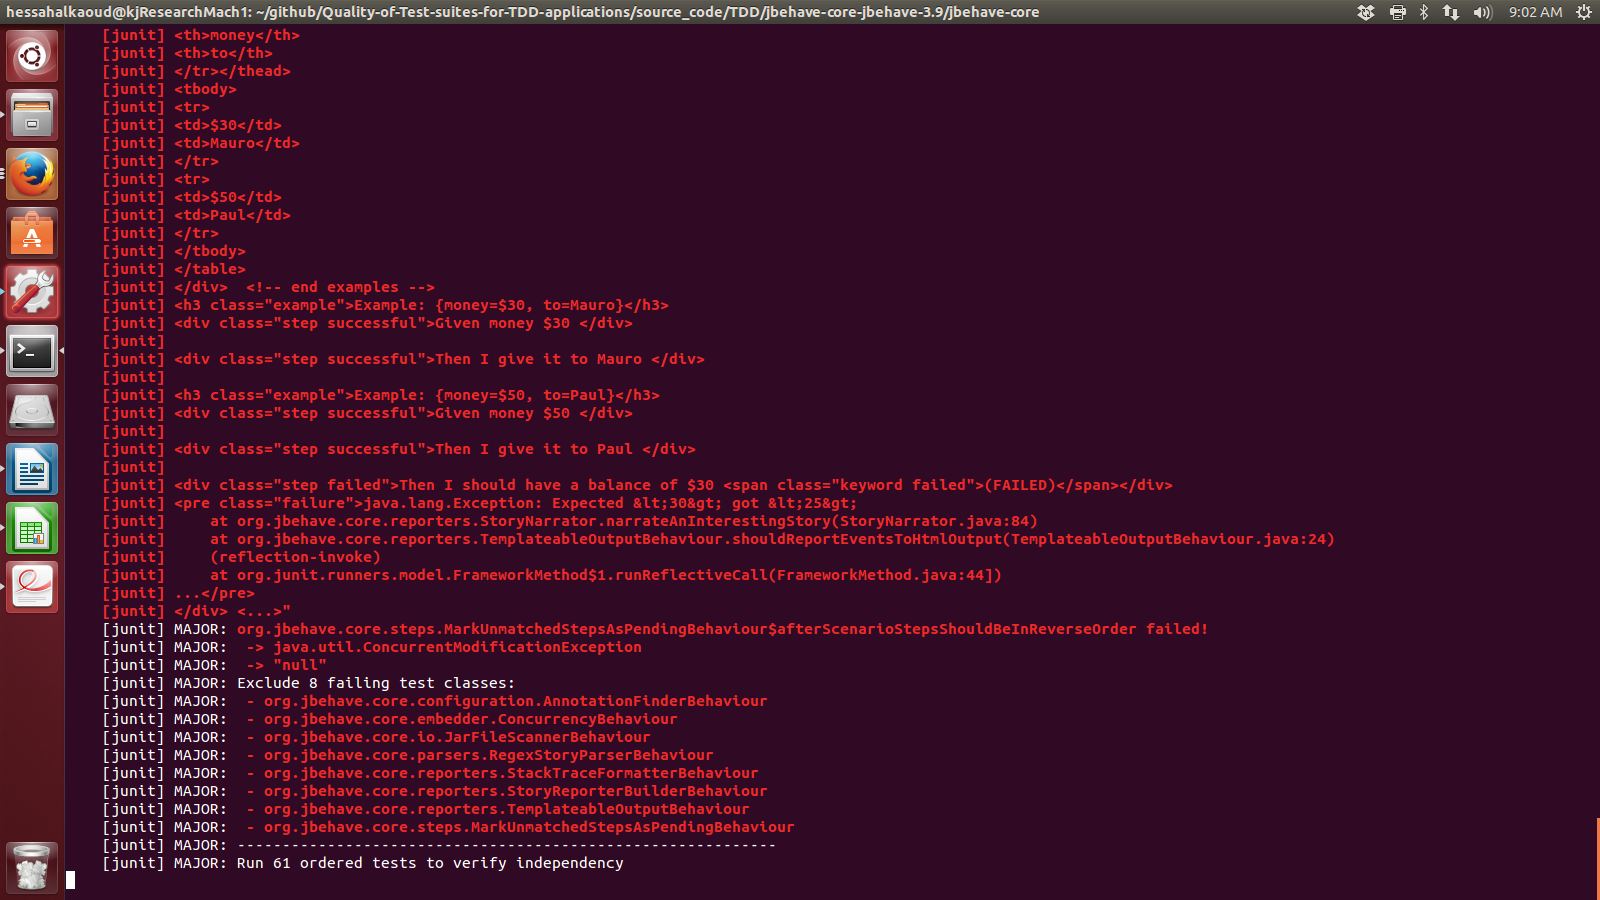 hessahalkaoud@kjResearchMach1: ~/github/Quality-of-Test-suites-for-TDD-applications/source_code/TDD/jbehave-core-jbehave-3.9/jbehave-core
9:02 AM
[junit] <th>money</th>
[junit] <th>to</th>
[junit] </tr></thead>
[junit] <tbody>
[junit] <tr>
[junit] <td>$30</td>
[junit] <td>Mauro</td>
[junit] </tr>
[junit] <tr>
[junit] <td>$50</td>
[junit] <td>Paul</td>
[junit] </tr>
[junit] </tbody>
[junit] </table>
[junit] </div>  <!-- end examples -->
[junit] <h3 class="example">Example: {money=$30, to=Mauro}</h3>
[junit] <div class="step successful">Given money $30 </div>
[junit]
[junit] <div class="step successful">Then I give it to Mauro </div>
[junit]
[junit] <h3 class="example">Example: {money=$50, to=Paul}</h3>
[junit] <div class="step successful">Given money $50 </div>
[junit]
[junit] <div class="step successful">Then I give it to Paul </div>
[junit]
[junit] <div class="step failed">Then I should have a balance of $30 <span class="keyword failed">(FAILED)</span></div>
[junit] <pre class="failure">java.lang.Exception: Expected &lt;30&gt; got &lt;25&gt;
[junit]     at org.jbehave.core.reporters.StoryNarrator.narrateAnInterestingStory(StoryNarrator.java:84)
[junit]     at org.jbehave.core.reporters.TemplateableOutputBehaviour.shouldReportEventsToHtmlOutput(TemplateableOutputBehaviour.java:24)
[junit]     (reflection-invoke)
[junit]     at org.junit.runners.model.FrameworkMethod$1.runReflectiveCall(FrameworkMethod.java:44])
[junit] ...</pre>
[junit] </div> <...>"
[junit] MAJOR: org.jbehave.core.steps.MarkUnmatchedStepsAsPendingBehaviour$afterScenarioStepsShouldBeInReverseOrder failed!
[junit] MAJOR:  -> java.util.ConcurrentModificationException
[junit] MAJOR:  -> "null"
[junit] MAJOR: Exclude 8 failing test classes:
[junit] MAJOR:  - org.jbehave.core.configuration.AnnotationFinderBehaviour
[junit] MAJOR:  - org.jbehave.core.embedder.ConcurrencyBehaviour
[junit] MAJOR:  - org.jbehave.core.io.JarFileScannerBehaviour
[junit] MAJOR:  - org.jbehave.core.parsers.RegexStoryParserBehaviour
[junit] MAJOR:  - org.jbehave.core.reporters.StackTraceFormatterBehaviour
[junit] MAJOR:  - org.jbehave.core.reporters.StoryReporterBuilderBehaviour
[junit] MAJOR:  - org.jbehave.core.reporters.TemplateableOutputBehaviour
[junit] MAJOR:  - org.jbehave.core.steps.MarkUnmatchedStepsAsPendingBehaviour
[junit] MAJOR: ------------------------------------------------------------
[junit] MAJOR: Run 61 ordered tests to verify independency